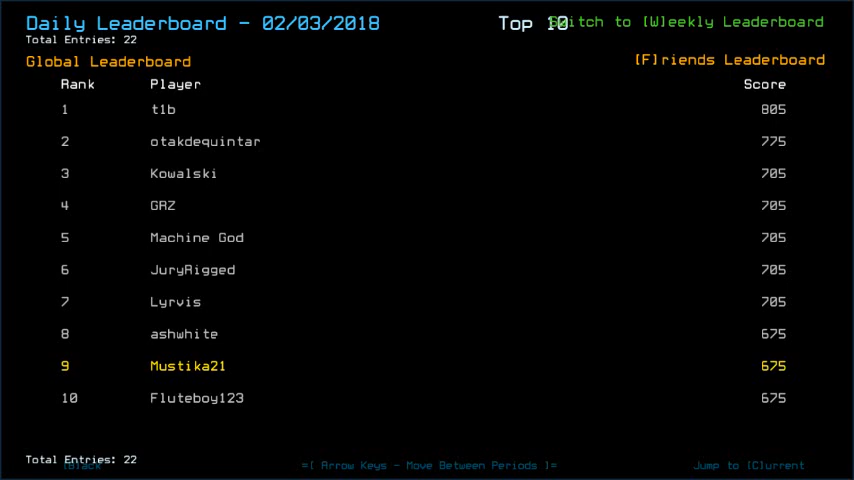 Daily Leaderboard - 02/03/2018 Top 10 Switch to [W]eekly Leaderboard
Total Entries: 22
Global Leaderboard [F]riends Leaderboard
Rank Player Score
1 t1b 805
2 otakdequintar 775
3 Kowalski 705
4 GRZ 705
5 Machine God 705
6 JuryRigged 705
7 Lyrvis 705
8 ashwhite 675
9 Mustika21 675
10 Fluteboy123 675
Total Entries: 22
[B]ack =[ Arrow Keys - Move Between Periods ]= Jump to [C]urrent